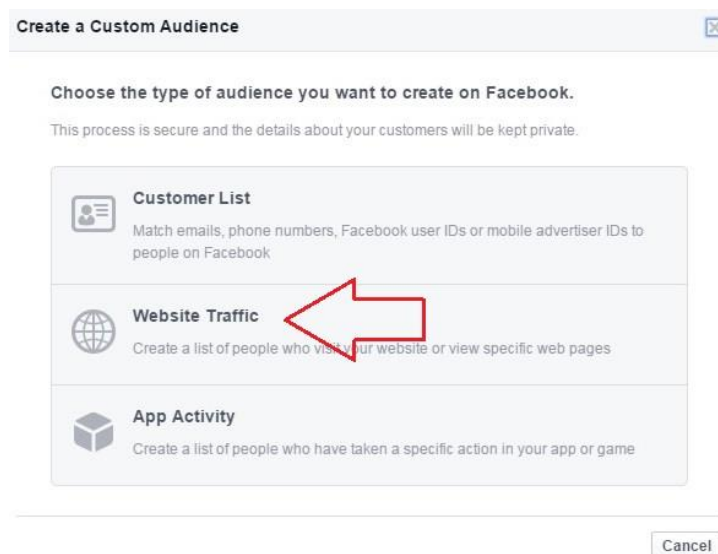 Create a Custom Audience
Choose the type of audience you want to create on Facebook.
This process is secure and the details about your customers will be kept private.
Customer List
Match emails, phone numbers, Facebook user IDs or mobile advertiser IDs to
people on Facebook
Website Traffic
Create a list of people who visit your website or view specific web pages
App Activity
Create a list of people who have taken a specific action in your app or game
Cancel